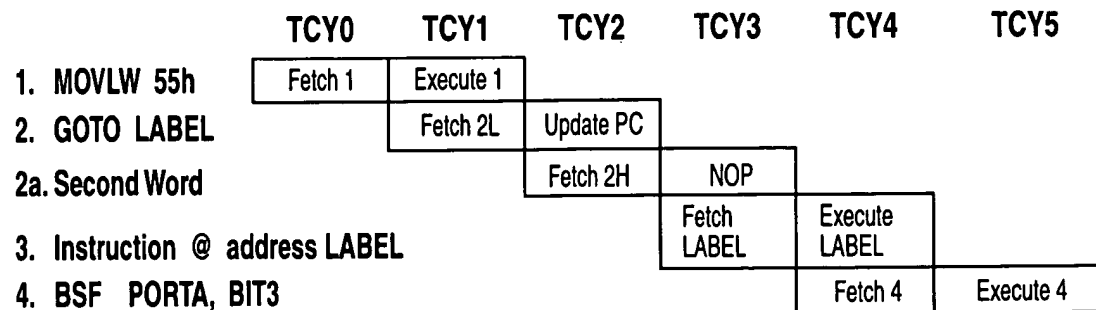 TCY0 TCY1 TCY2 TCY3 TCY4 TCY5
1. MOVLW 55h Fetch 1 Execute 1
2. GOTO LABEL Fetch 2L Update PC
2a. Second Word Fetch 2H NOP
3. Instruction @ address LABEL Fetch LABEL Execute LABEL
4. BSF PORTA, BIT3 Fetch 4 Execute 4